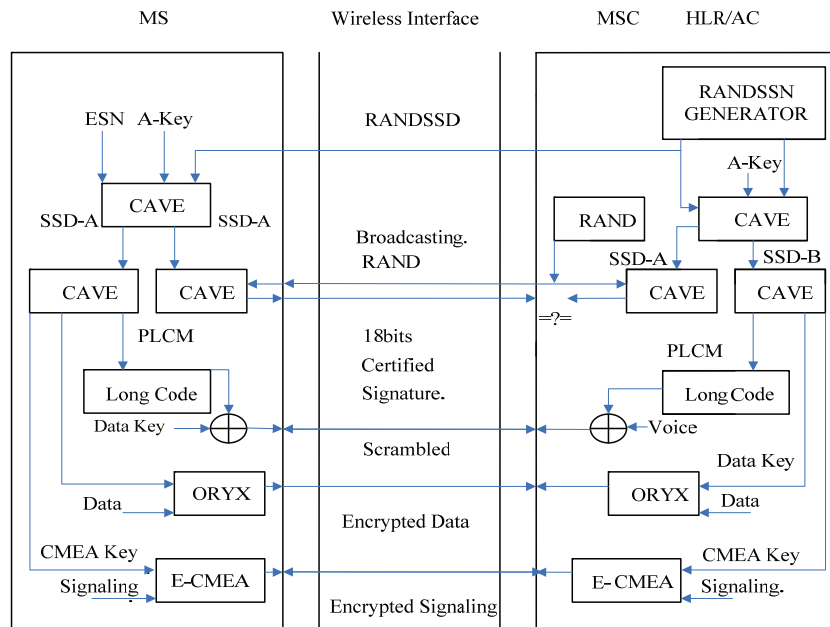 MS Wireless Interface MSC HLR/AC
RANDSSN
GENERATOR
ESN A-Key
RANDSSD
A-Key
CAVE
CAVE
RAND
SSD-A
SSD-A
Broadcasting.
RAND
SSD-A
SSD-B
CAVE
CAVE
CAVE
CAVE
=?=
PLCM
18bits
Certified
Signature.
PLCM
Long Code
Long Code
Data Key
Voice
Scrambled
Data Key
ORYX
ORYX
Data
Data
Encrypted Data
CMEA Key
CMEA Key
E-CMEA
E-CMEA
Signaling
Signaling.
Encrypted Signaling